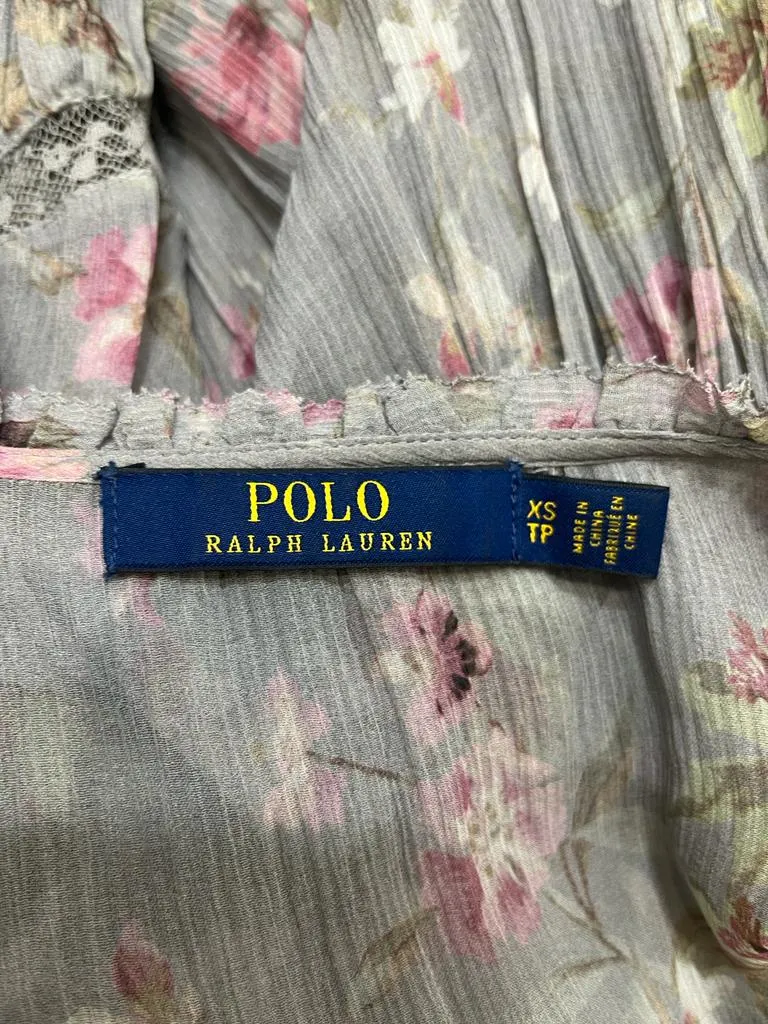 POLO
RALPH LAUREN
XS
TP
MADE IN
CHINA
FABRIQUÉ EN
CHINE